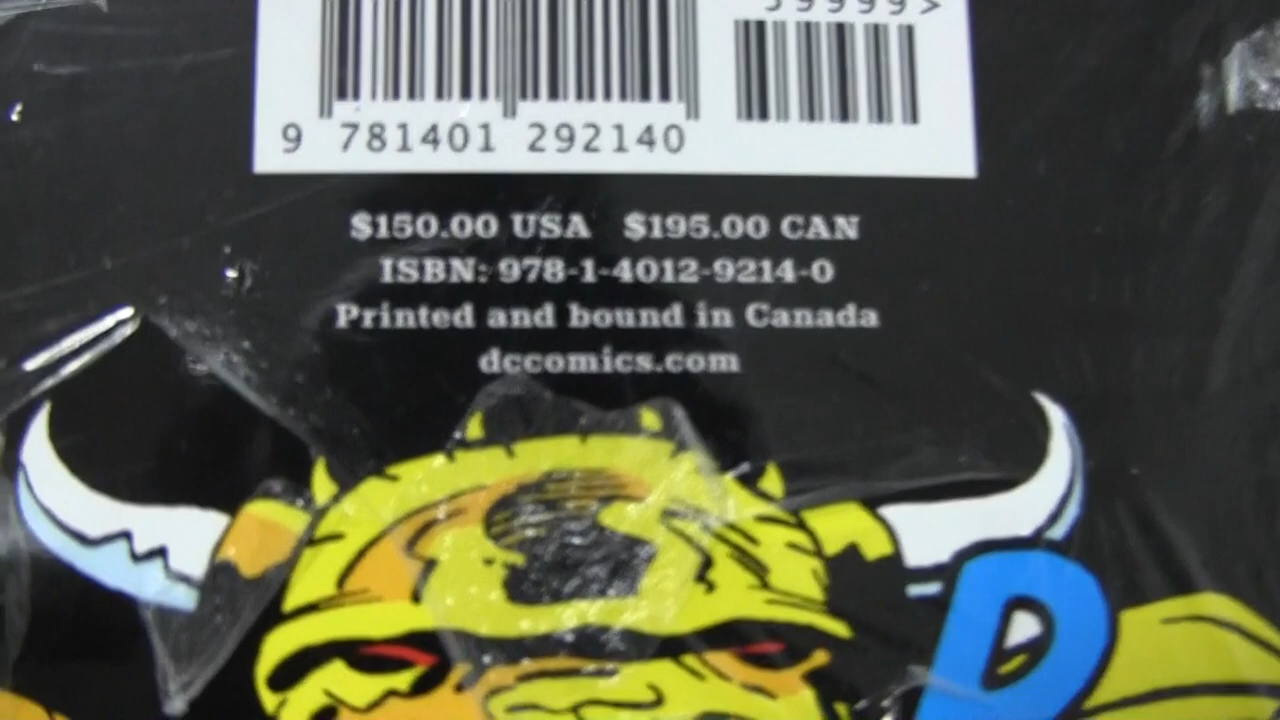 59999>
9 781401 292140
$150.00 USA $195.00 CAN
ISBN: 978-1-4012-9214-0
Printed and bound in Canada
dccomics.com